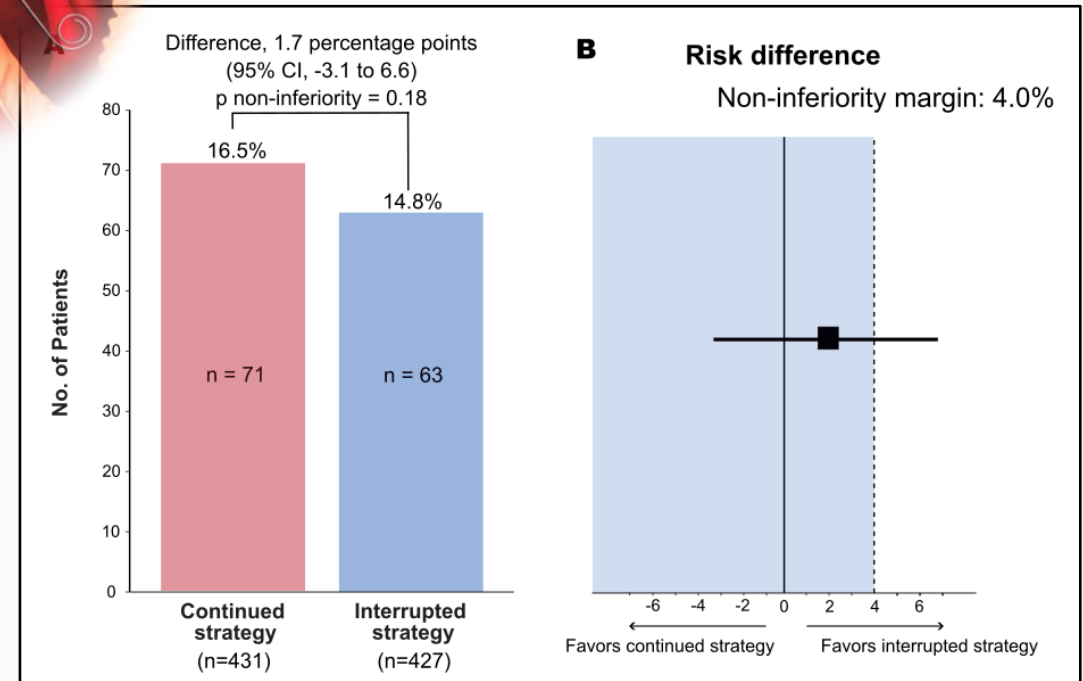 A
Difference, 1.7 percentage points
(95% CI, -3.1 to 6.6)
p non-inferiority = 0.18
80
70
60
50
40
30
20
10
0
No. of Patients
16.5%
14.8%
n = 71
n = 63
Continued
strategy
(n=431)
Interrupted
strategy
(n=427)
B
Risk difference
Non-inferiority margin: 4.0%
-6 -4 -2 0 2 4 6
Favors continued strategy
Favors interrupted strategy